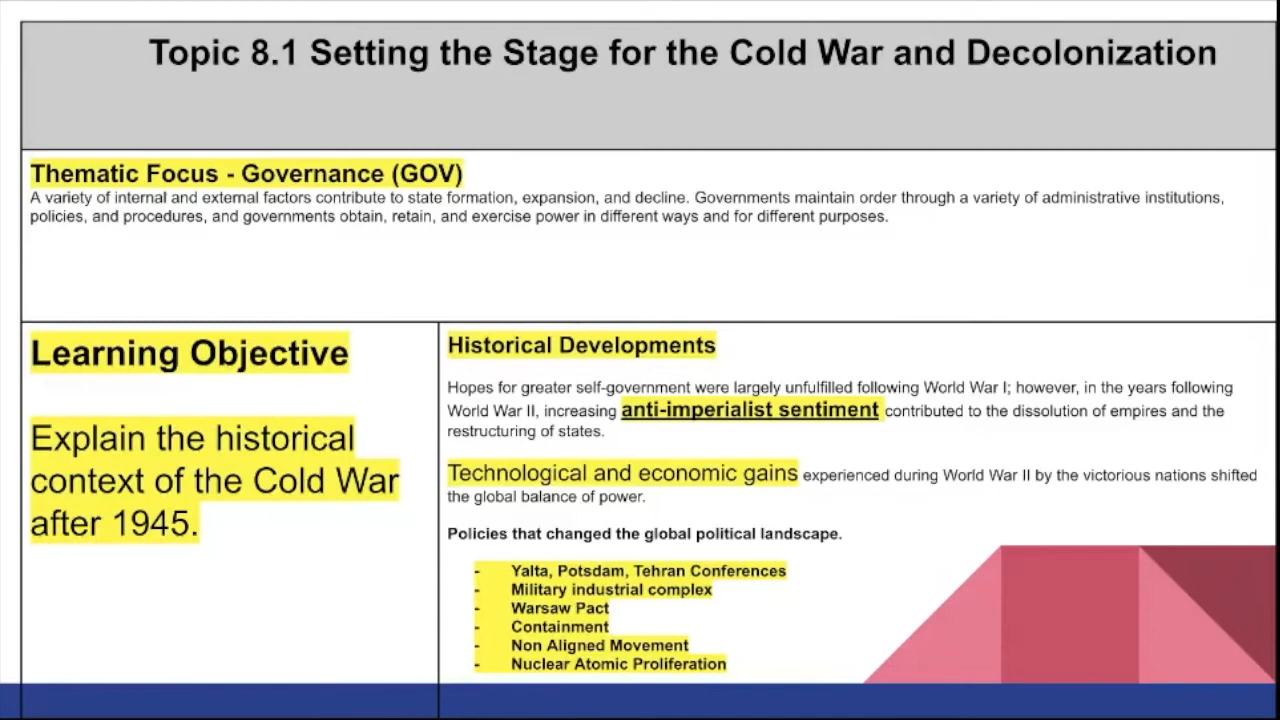 Topic 8.1 Setting the Stage for the Cold War and Decolonization
Thematic Focus - Governance (GOV)
A variety of internal and external factors contribute to state formation, expansion, and decline. Governments maintain order through a variety of administrative institutions,
policies, and procedures, and governments obtain, retain, and exercise power in different ways and for different purposes.
Learning Objective
Explain the historical
context of the Cold War
after 1945.
Historical Developments
Hopes for greater self-government were largely unfulfilled following World War I; however, in the years following
World War II, increasing anti-imperialist sentiment contributed to the dissolution of empires and the
restructuring of states.
Technological and economic gains experienced during World War II by the victorious nations shifted
the global balance of power.
Policies that changed the global political landscape.
- Yalta, Potsdam, Tehran Conferences
- Military industrial complex
- Warsaw Pact
- Containment
- Non Aligned Movement
- Nuclear Atomic Proliferation